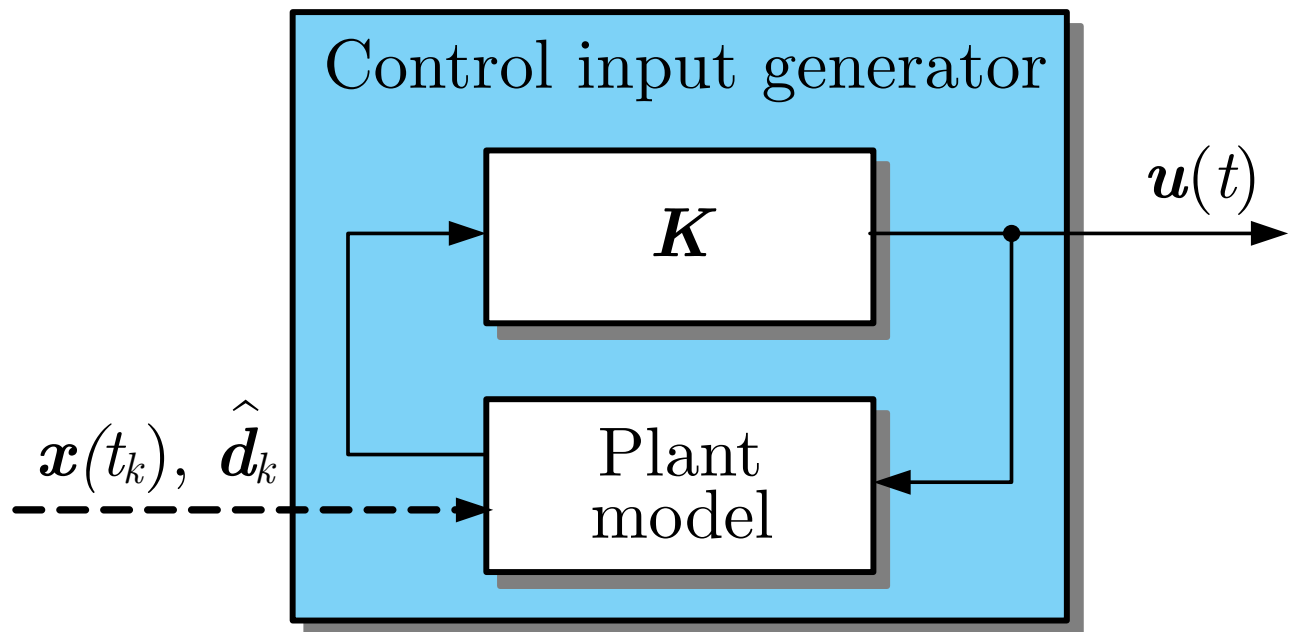 Control input generator
K
u(t)
x(t_k), d̂_k
Plant
model